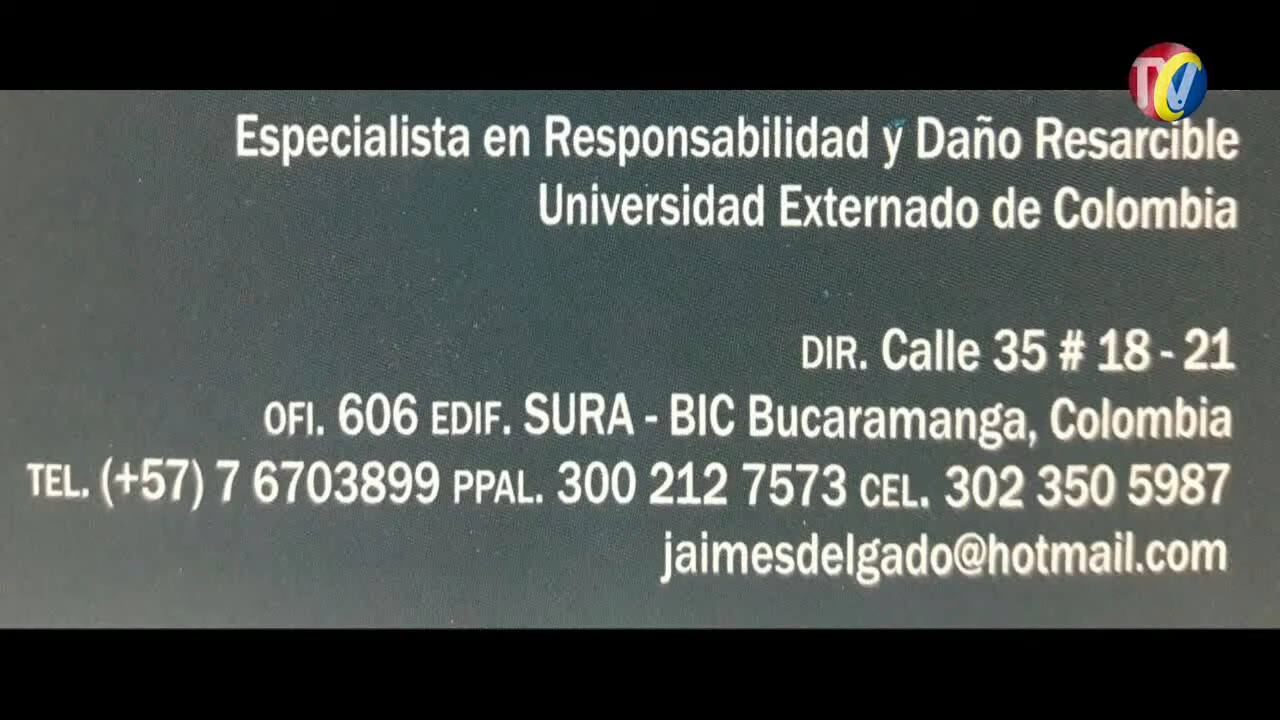 TVC
Especialista en Responsabilidad y Daño Resarcible
Universidad Externado de Colombia
DIR. Calle 35 # 18 - 21
OFI. 606 EDIF. SURA - BIC Bucaramanga, Colombia
TEL. (+57) 7 6703899 PPAL. 300 212 7573 CEL. 302 350 5987
jaimesdelgado@hotmail.com